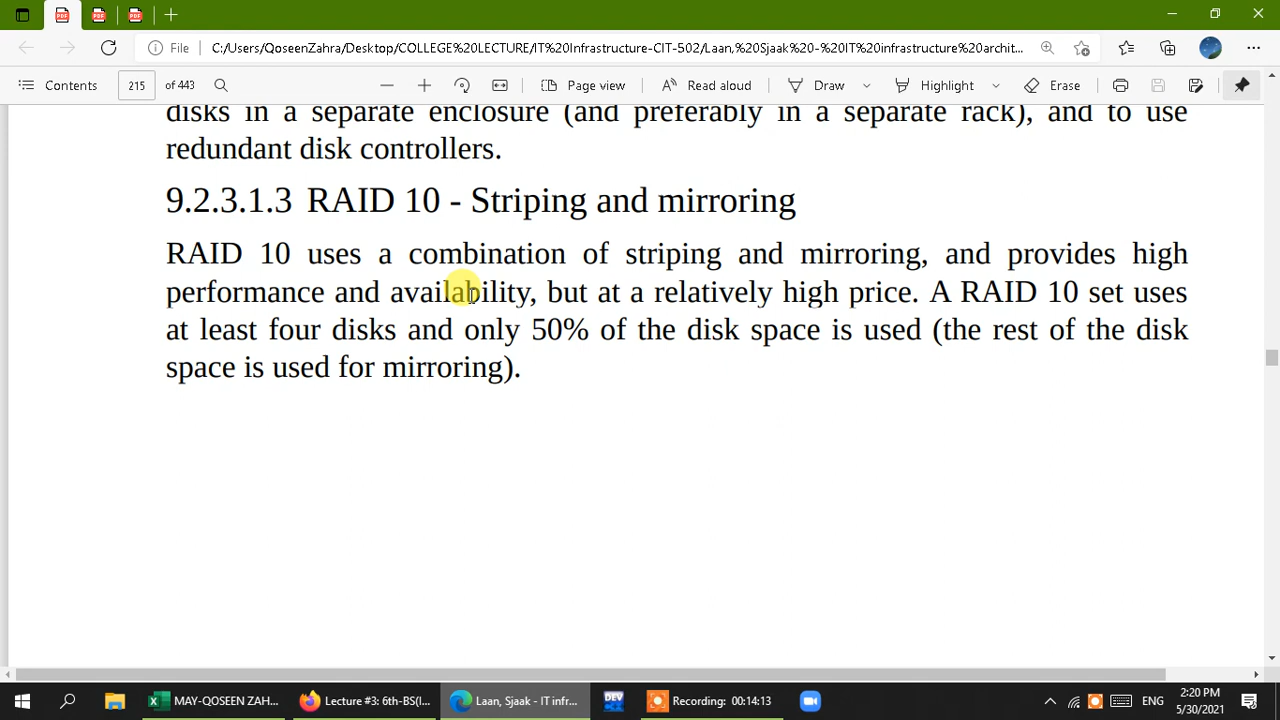 File
C:/Users/QoseenZahra/Desktop/COLLEGE%20LECTURE/IT%20Infrastructure-CIT-502/Laan,%20Sjaak%20-%20IT%20infrastructure%20archit...
Contents
215 of 443
Page view
Read aloud
Draw
Highlight
Erase
disks in a separate enclosure (and preferably in a separate rack), and to use
redundant disk controllers.
9.2.3.1.3 RAID 10 - Striping and mirroring
RAID 10 uses a combination of striping and mirroring, and provides high
performance and availability, but at a relatively high price. A RAID 10 set uses
at least four disks and only 50% of the disk space is used (the rest of the disk
space is used for mirroring).
MAY-QOSEEN ZAH...
Lecture #3: 6th-BS(I...
Laan, Sjaak - IT infr...
DEV
Recording: 00:14:13
ENG
2:20 PM
5/30/2021